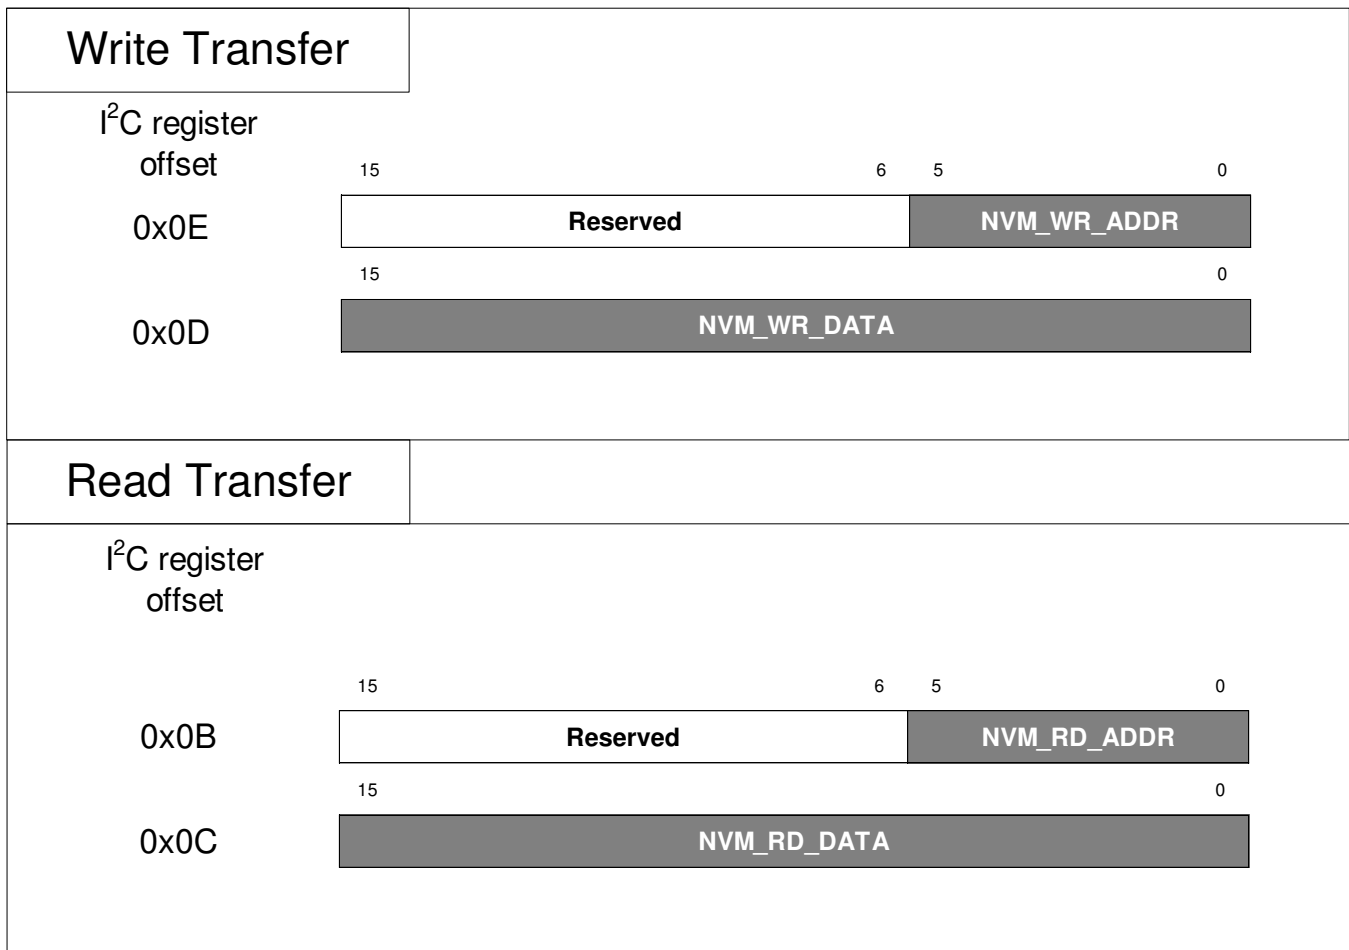 Write Transfer
I²C register
offset
15 6 5 0
0x0E Reserved NVM_WR_ADDR
15 0
0x0D NVM_WR_DATA
Read Transfer
I²C register
offset
15 6 5 0
0x0B Reserved NVM_RD_ADDR
15 0
0x0C NVM_RD_DATA